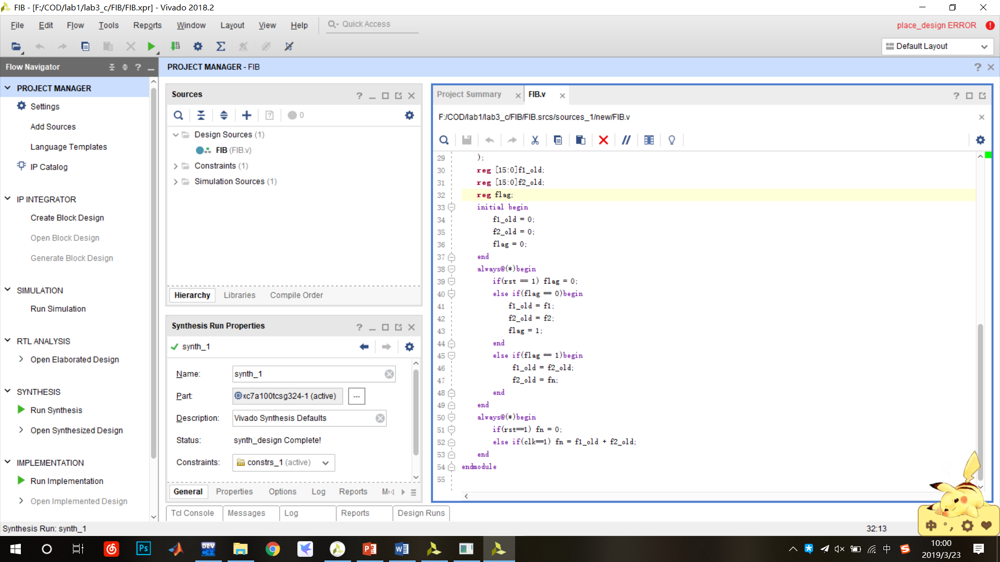 FIB - [F:/COD/lab1/lab3_c/FIB/FIB.xpr] - Vivado 2018.2
File Edit Flow Tools Reports Window Layout View Help Quick Access
place_design ERROR
Default Layout
Flow Navigator
PROJECT MANAGER - FIB
PROJECT MANAGER
Settings
Add Sources
Language Templates
IP Catalog
IP INTEGRATOR
Create Block Design
Open Block Design
Generate Block Design
SIMULATION
Run Simulation
RTL ANALYSIS
Open Elaborated Design
SYNTHESIS
Run Synthesis
Open Synthesized Design
IMPLEMENTATION
Run Implementation
Open Implemented Design
Sources
0
Design Sources (1)
FIB (FIB.v)
Constraints (1)
Simulation Sources (1)
Hierarchy Libraries Compile Order
Synthesis Run Properties
synth_1
Name: synth_1
Part: xc7a100tcsg324-1 (active) ...
Description: Vivado Synthesis Defaults
Status: synth_design Complete!
Constraints: constrs_1 (active)
General Properties Options Log Reports
Project Summary FIB.v
F:/COD/lab1/lab3_c/FIB/FIB.srcs/sources_1/new/FIB.v
29 );
30 reg [15:0]f1_old;
31 reg [15:0]f2_old;
32 reg flag;
33 initial begin
34 f1_old = 0;
35 f2_old = 0;
36 flag = 0;
37 end
38 always@(*)begin
39 if(rst == 1) flag = 0;
40 else if(flag == 0)begin
41 f1_old = f1;
42 f2_old = f2;
43 flag = 1;
44 end
45 else if(flag == 1)begin
46 f1_old = f2_old;
47 f2_old = fn;
48 end
49 end
50 always@(*)begin
51 if(rst==1) fn = 0;
52 else if(clk==1) fn = f1_old + f2_old;
53 end
54 endmodule
55
Tcl Console Messages Log Reports Design Runs
Synthesis Run: synth_1
32:13
中 °,
Ps
DEV C++
中
10:00
2019/3/23